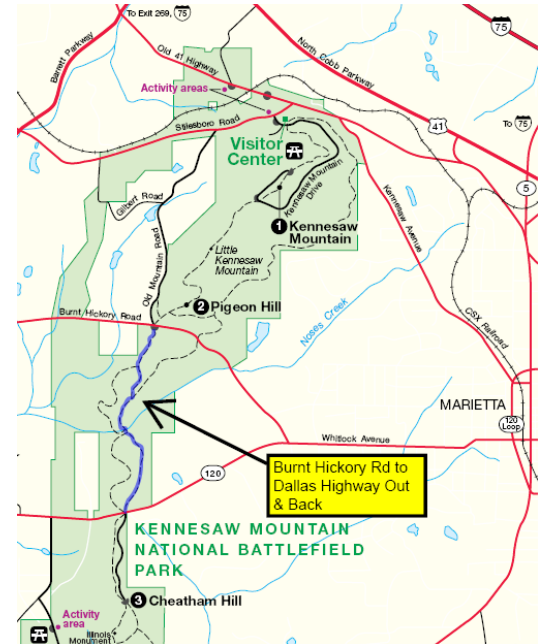 To Exit 269, 75
75
Barrett Parkway
Old 41 Highway
North Cobb Parkway
Activity areas
Stilesboro Road
41
To 75
Visitor
Center
5
Gilbert Road
Kennesaw Mountain
Drive
Kennesaw Avenue
1 Kennesaw
Mountain
Old Mountain Road
Little
Kennesaw
Mountain
2 Pigeon Hill
Burnt Hickory Road
Noses Creek
CSX Railroad
MARIETTA
120
Loop
Whitlock Avenue
120
Burnt Hickory Rd to
Dallas Highway Out
& Back
KENNESAW MOUNTAIN
NATIONAL BATTLEFIELD
PARK
3 Cheatham Hill
Activity
area
Illinois
Monument